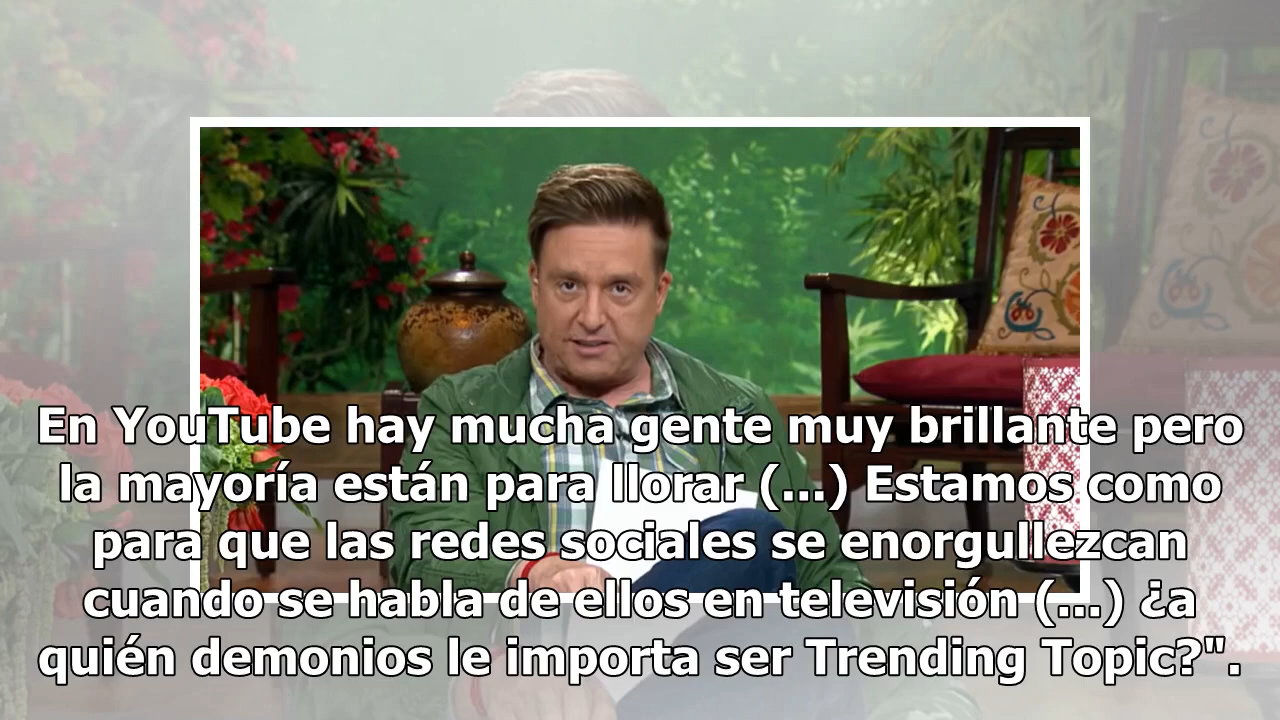 En YouTube hay mucha gente muy brillante pero
la mayoría están para llorar (...) Estamos como
para que las redes sociales se enorgullezcan
cuando se habla de ellos en televisión (...) ¿a
quién demonios le importa ser Trending Topic?".